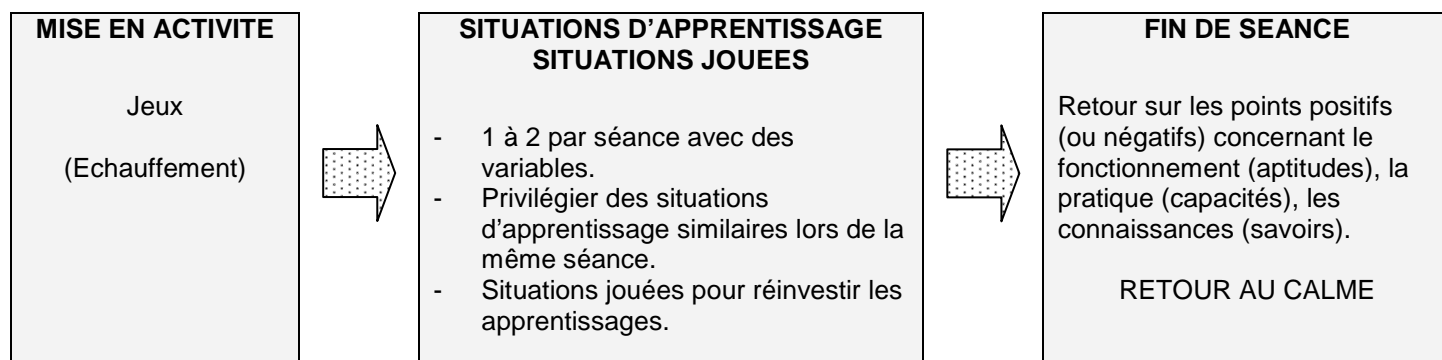 MISE EN ACTIVITE
Jeux
(Echauffement)
SITUATIONS D'APPRENTISSAGE
SITUATIONS JOUEES
- 1 à 2 par séance avec des
variables.
- Privilégier des situations
d'apprentissage similaires lors de la
même séance.
- Situations jouées pour réinvestir les
apprentissages.
FIN DE SEANCE
Retour sur les points positifs
(ou négatifs) concernant le
fonctionnement (aptitudes), la
pratique (capacités), les
connaissances (savoirs).
RETOUR AU CALME